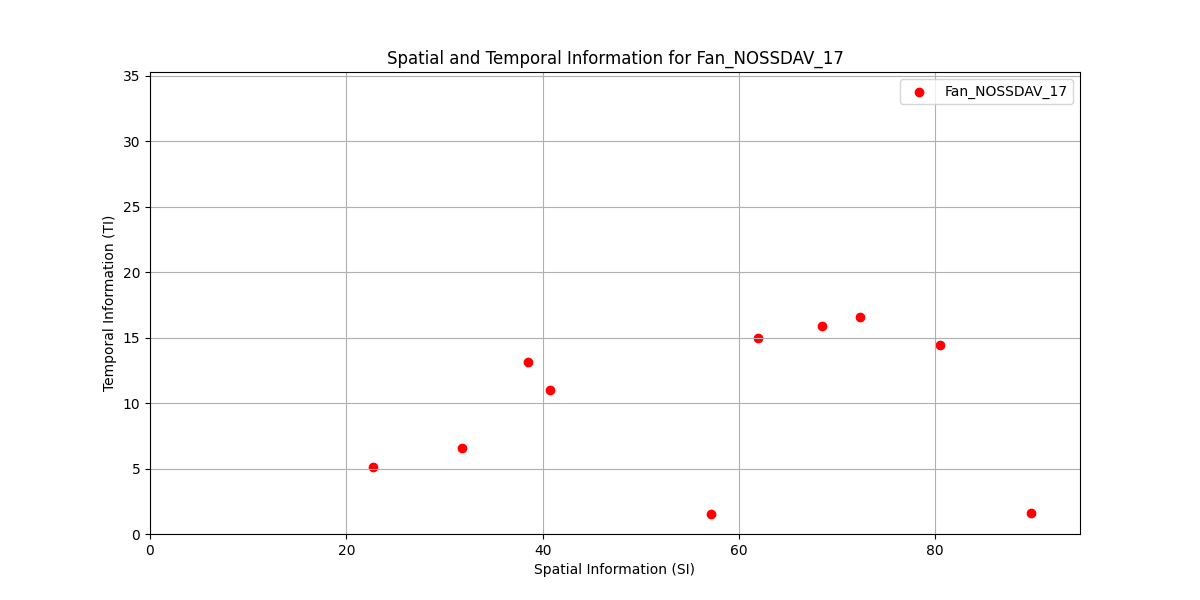 Spatial and Temporal Information for Fan_NOSSDAV_17
Fan_NOSSDAV_17
Temporal Information (TI)
35
30
25
20
15
10
5
0
0 20 40 60 80
Spatial Information (SI)